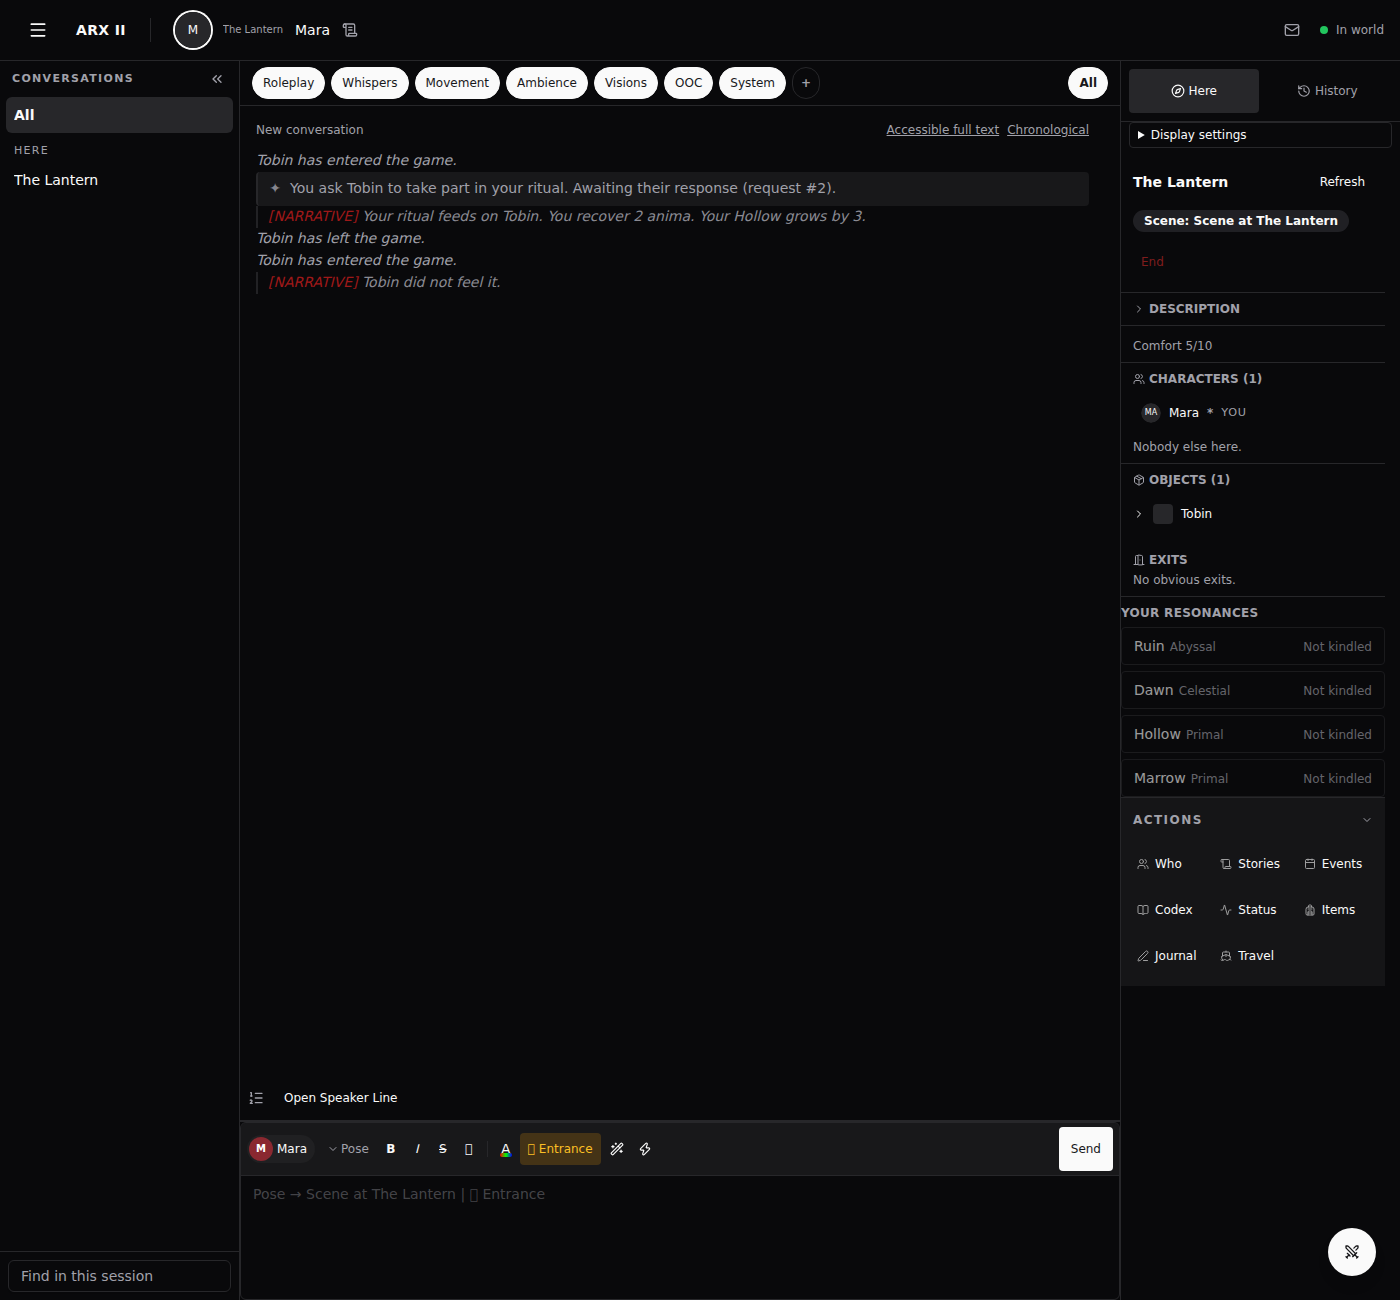 ARX II
M
The Lantern
Mara
In world
CONVERSATIONS
All
HERE
The Lantern
Find in this session
Roleplay
Whispers
Movement
Ambience
Visions
OOC
System
+
All
New conversation
Accessible full text
Chronological
Tobin has entered the game.
✦ You ask Tobin to take part in your ritual. Awaiting their response (request #2).
[NARRATIVE] Your ritual feeds on Tobin. You recover 2 anima. Your Hollow grows by 3.
Tobin has left the game.
Tobin has entered the game.
[NARRATIVE] Tobin did not feel it.
Open Speaker Line
M
Mara
Pose
B
I
S
A
Entrance
Send
Pose → Scene at The Lantern | Entrance
Here
History
Display settings
The Lantern
Refresh
Scene: Scene at The Lantern
End
DESCRIPTION
Comfort 5/10
CHARACTERS (1)
MA
Mara * YOU
Nobody else here.
OBJECTS (1)
Tobin
EXITS
No obvious exits.
YOUR RESONANCES
Ruin Abyssal Not kindled
Dawn Celestial Not kindled
Hollow Primal Not kindled
Marrow Primal Not kindled
ACTIONS
Who
Stories
Events
Codex
Status
Items
Journal
Travel